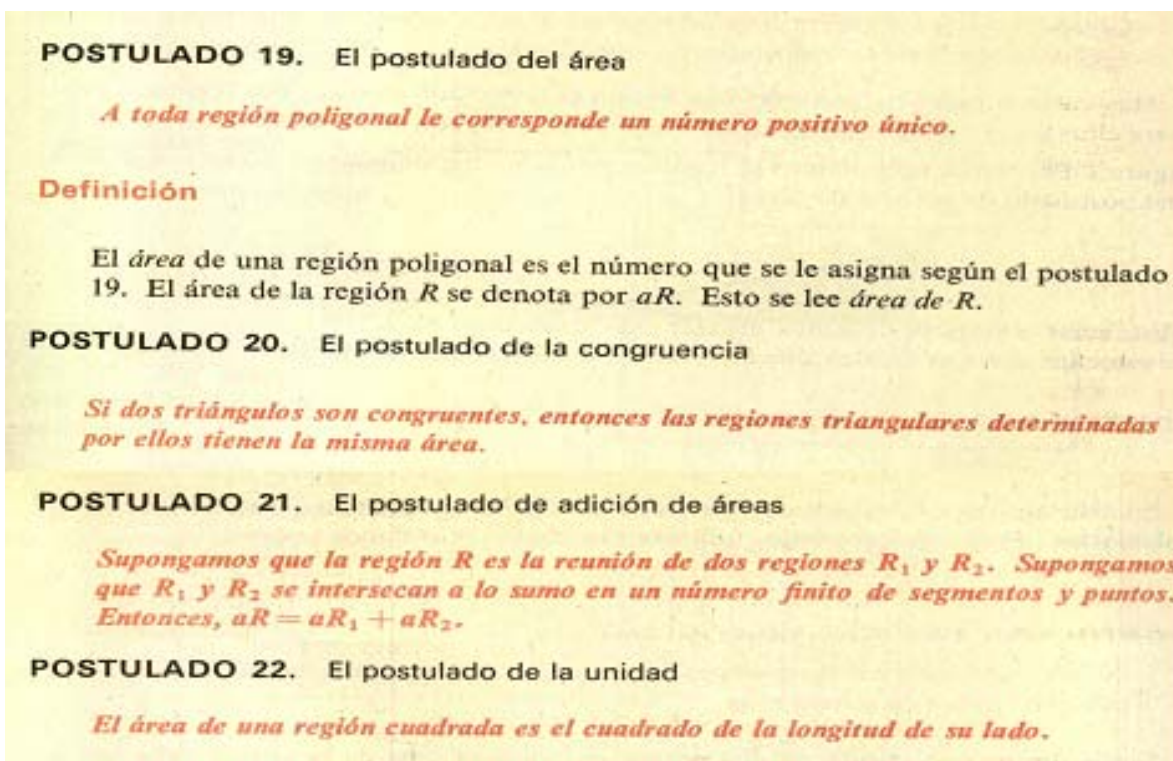 POSTULADO 19. El postulado del área
A toda región poligonal le corresponde un número positivo único.
Definición
El área de una región poligonal es el número que se le asigna según el postulado
19. El área de la región R se denota por aR. Esto se lee área de R.
POSTULADO 20. El postulado de la congruencia
Si dos triángulos son congruentes, entonces las regiones triangulares determinadas
por ellos tienen la misma área.
POSTULADO 21. El postulado de adición de áreas
Supongamos que la región R es la reunión de dos regiones R₁ y R₂. Supongamos
que R₁ y R₂ se intersecan a lo sumo en un número finito de segmentos y puntos.
Entonces, aR = aR₁ + aR₂.
POSTULADO 22. El postulado de la unidad
El área de una región cuadrada es el cuadrado de la longitud de su lado.